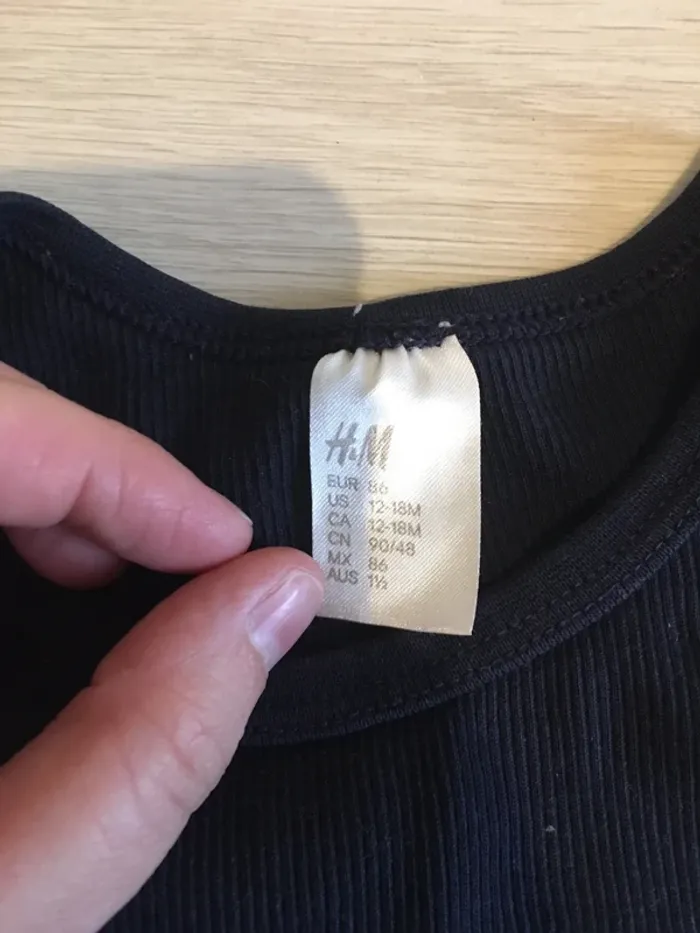 H&M
EUR 86
US 12-18M
CA 12-18M
CN 90/48
MX 86
AUS 1½